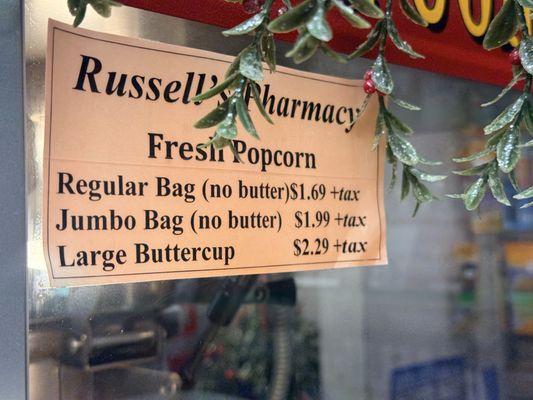 Russell's Pharmacy
Fresh Popcorn
Regular Bag (no butter)$1.69 +tax
Jumbo Bag (no butter) $1.99 +tax
Large Buttercup $2.29 +tax